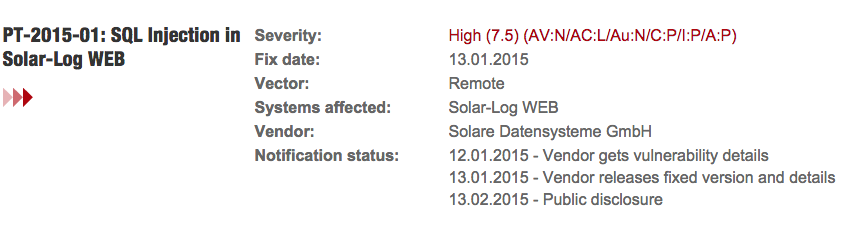 PT-2015-01: SQL Injection in
Solar-Log WEB
Severity: High (7.5) (AV:N/AC:L/Au:N/C:P/I:P/A:P)
Fix date: 13.01.2015
Vector: Remote
Systems affected: Solar-Log WEB
Vendor: Solare Datensysteme GmbH
Notification status: 12.01.2015 - Vendor gets vulnerability details
13.01.2015 - Vendor releases fixed version and details
13.02.2015 - Public disclosure